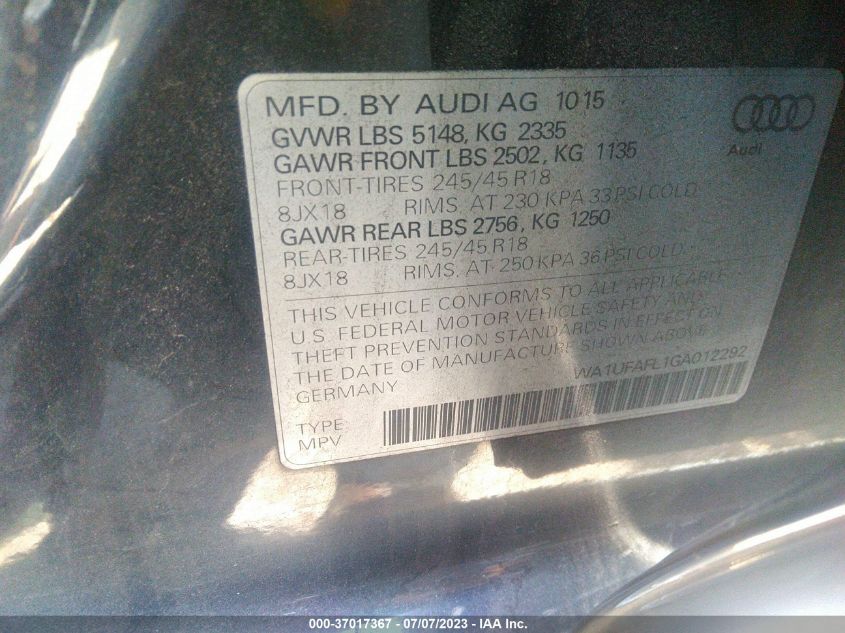 MFD. BY AUDI AG 10 15
GVWR LBS 5148, KG 2335
GAWR FRONT LBS 2502, KG 1135
FRONT-TIRES 245/45 R18
8JX18 RIMS, AT 230 KPA 33 PSI COLD
GAWR REAR LBS 2756, KG 1250
REAR-TIRES 245/45 R18
8JX18 RIMS, AT 250 KPA 36 PSI COLD
Audi
THIS VEHICLE CONFORMS TO ALL APPLICABLE
U.S. FEDERAL MOTOR VEHICLE SAFETY AND
THEFT PREVENTION STANDARDS IN EFFECT ON
THE DATE OF MANUFACTURE SHOWN ABOVE
GERMANY
WA1UFAFL1GA012292
TYPE:
MPV
000-37017367 - 07/07/2023 - IAA Inc.